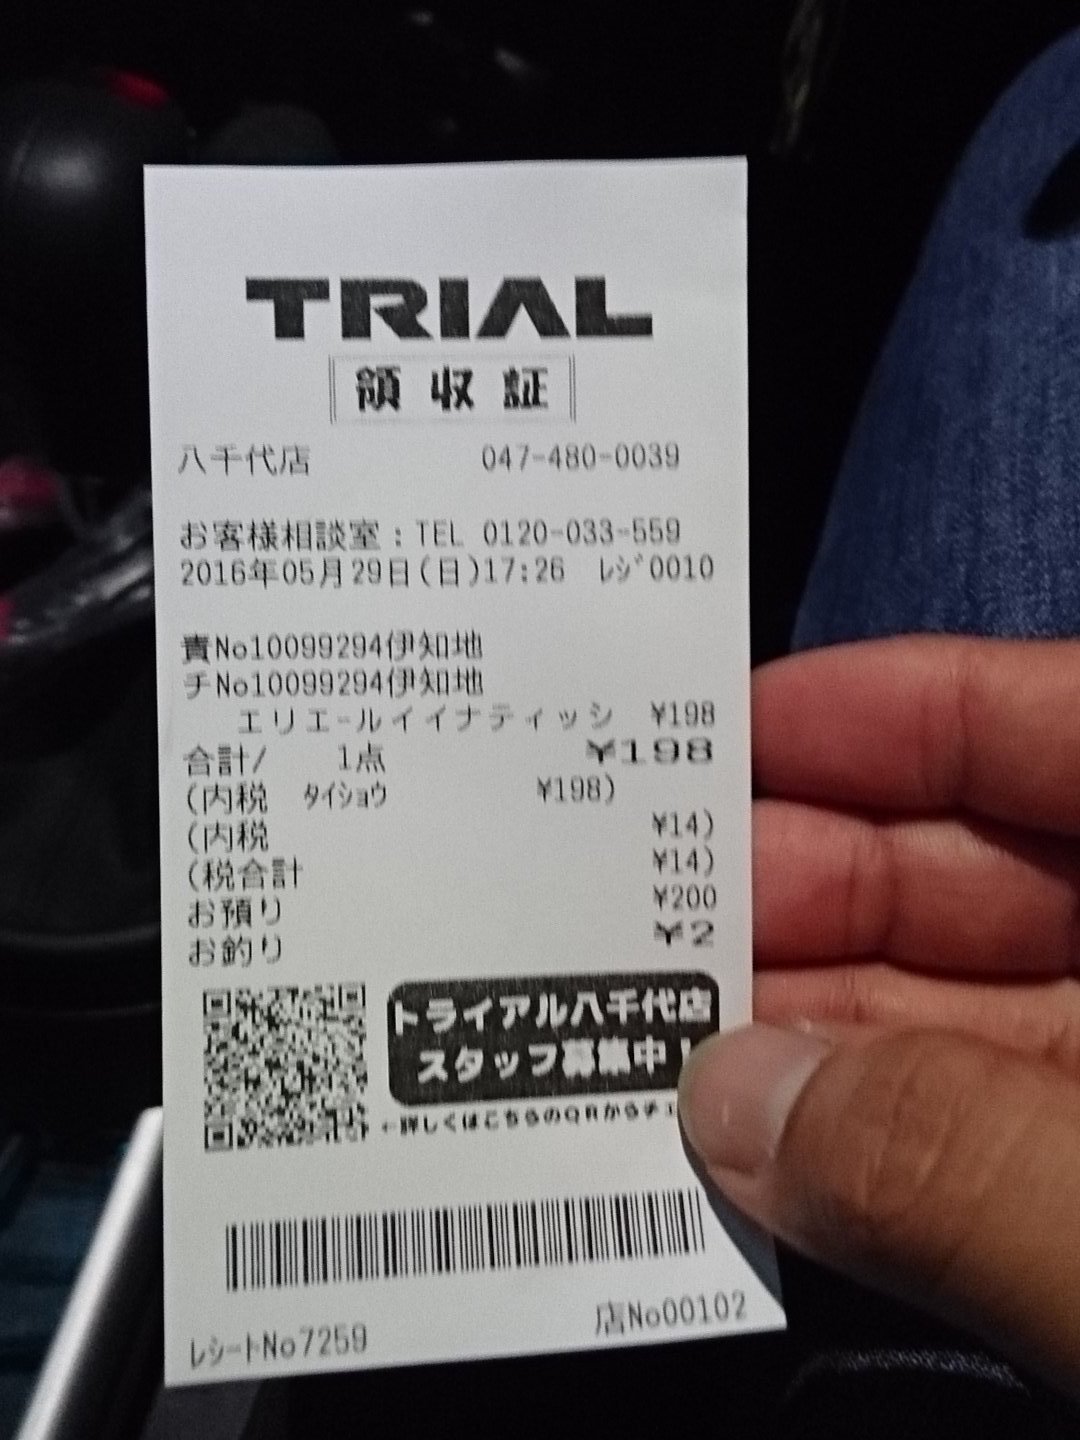 TRIAL
領収証
八千代店 047-480-0039
お客様相談室:TEL 0120-033-559
2016年05月29日(日)17:26 ﾚｼﾞ0010
責No10099294伊知地
チNo10099294伊知地
エリエールイイナティッシ ¥198
合計/ 1点 ¥198
(内税 ﾀｲｼｮｳ ¥198)
(内税 ¥14)
(税合計 ¥14)
お預り ¥200
お釣り ¥2
トライアル八千代店
スタッフ募集中!
←詳しくはこちらのQRからチェ
ﾚｼｰﾄNo7259 店No00102